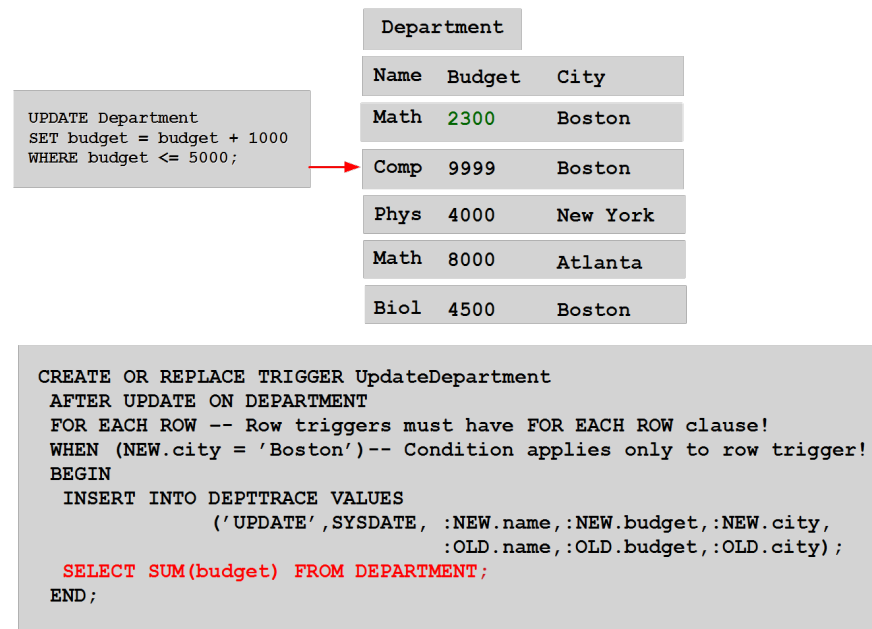 Department
Name Budget City
Math 2300 Boston
UPDATE Department
SET budget = budget + 1000
WHERE budget <= 5000;
Comp 9999 Boston
Phys 4000 New York
Math 8000 Atlanta
Biol 4500 Boston
CREATE OR REPLACE TRIGGER UpdateDepartment
AFTER UPDATE ON DEPARTMENT
FOR EACH ROW -- Row triggers must have FOR EACH ROW clause!
WHEN (NEW.city = ’Boston’)-- Condition applies only to row trigger!
BEGIN
INSERT INTO DEPTTRACE VALUES
(’UPDATE’,SYSDATE, :NEW.name,:NEW.budget,:NEW.city,
:OLD.name,:OLD.budget,:OLD.city);
SELECT SUM(budget) FROM DEPARTMENT;
END;